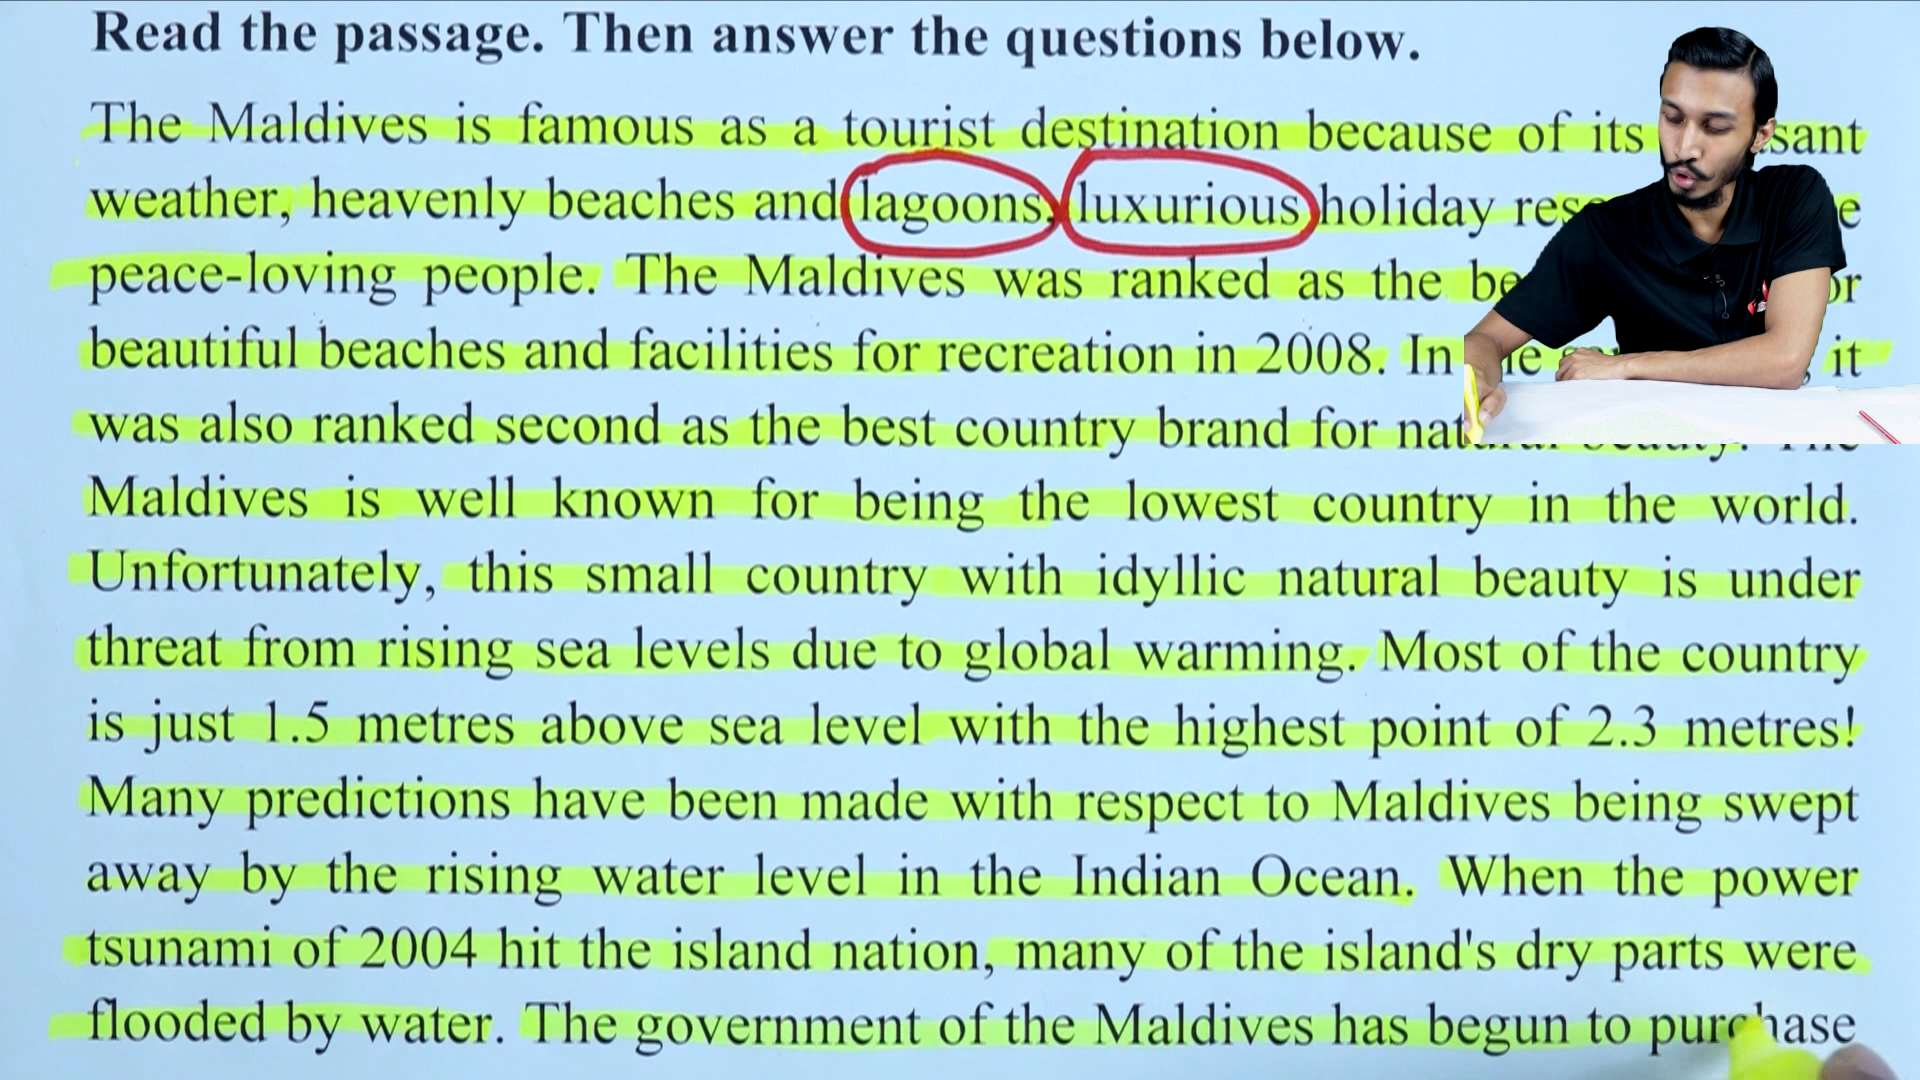 Read the passage. Then answer the questions below.
The Maldives is famous as a tourist destination because of its
weather, heavenly beaches and lagoons, luxurious holiday
peace-loving people. The Maldives was ranked as the
beautiful beaches and facilities for recreation in 2008. In it
was also ranked second as the best country brand for
Maldives is well known for being the lowest country in the world.
Unfortunately, this small country with idyllic natural beauty is under
threat from rising sea levels due to global warming. Most of the country
is just 1.5 metres above sea level with the highest point of 2.3 metres!
Many predictions have been made with respect to Maldives being swept
away by the rising water level in the Indian Ocean. When the power
tsunami of 2004 hit the island nation, many of the island's dry parts were
flooded by water. The government of the Maldives has begun to purchase